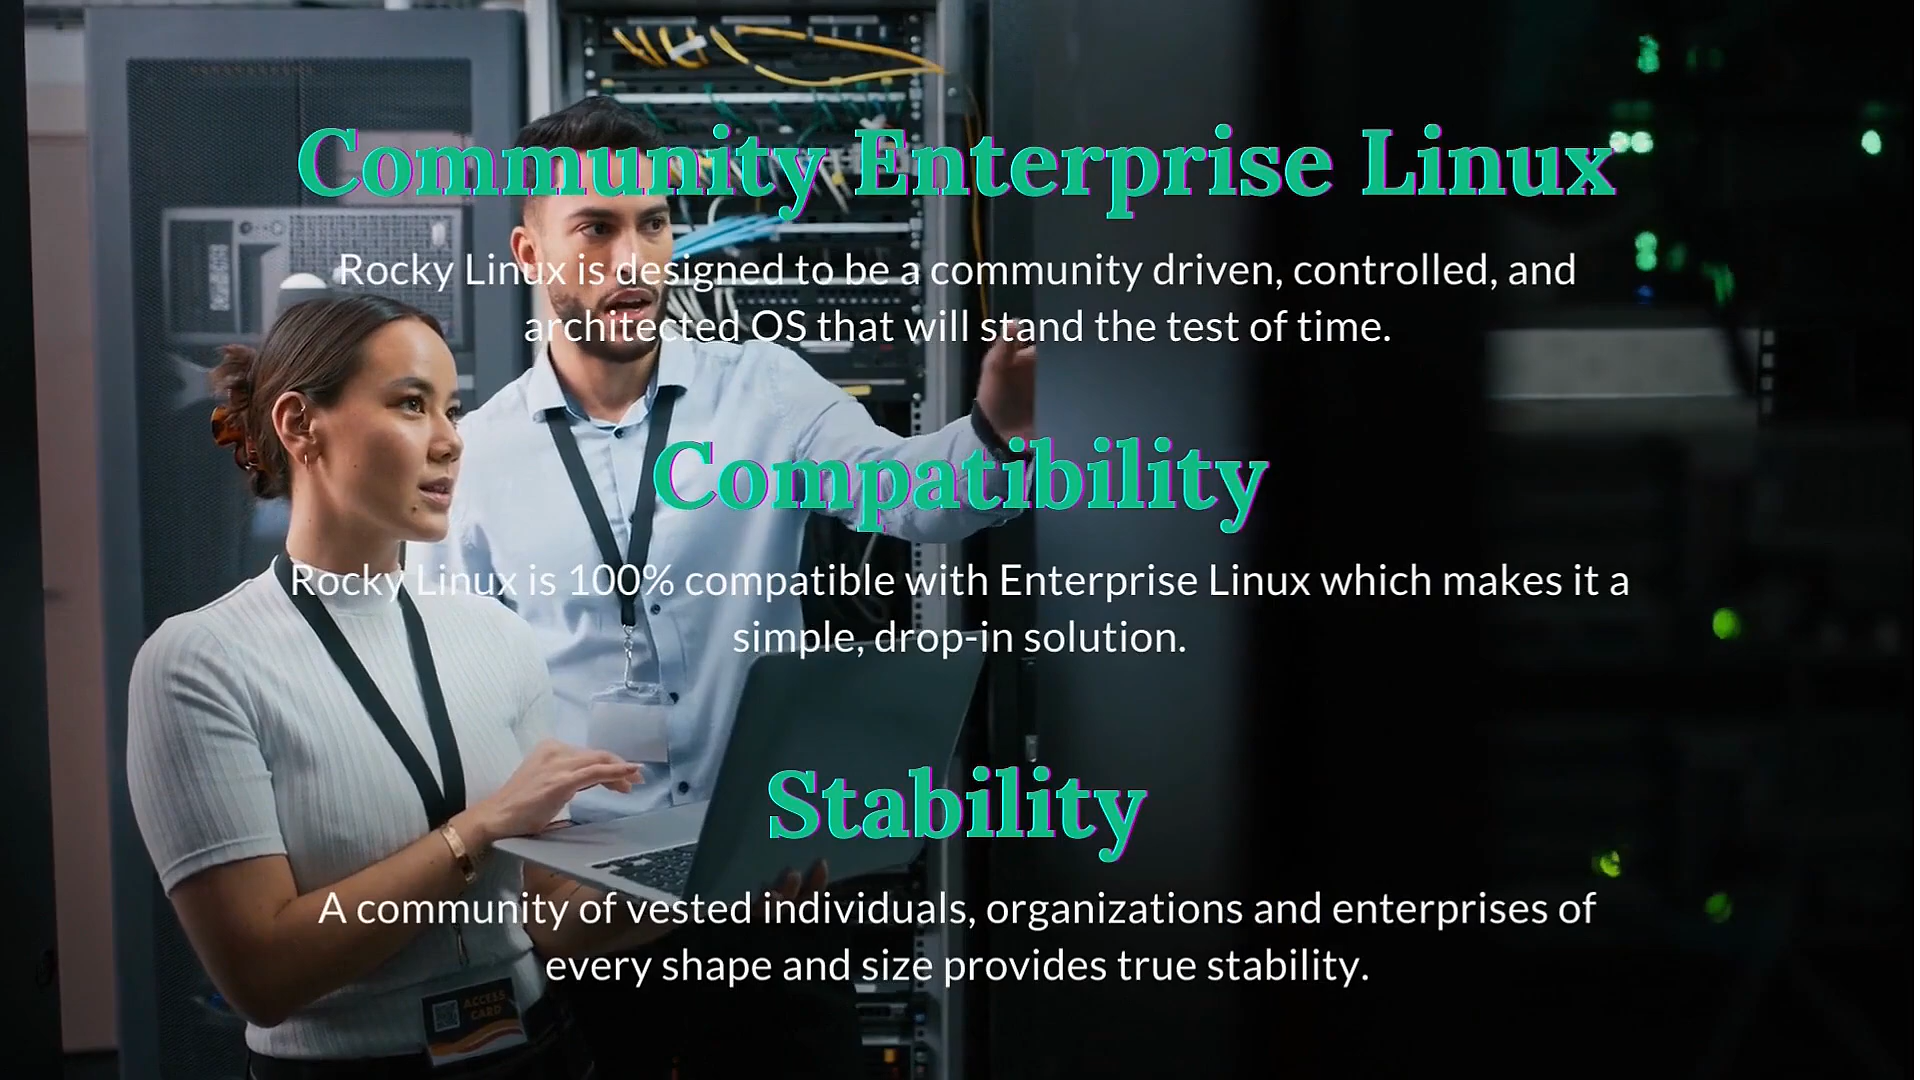 Community Enterprise Linux
Rocky Linux is designed to be a community driven, controlled, and
architected OS that will stand the test of time.
Compatibility
Rocky Linux is 100% compatible with Enterprise Linux which makes it a
simple, drop-in solution.
Stability
A community of vested individuals, organizations and enterprises of
every shape and size provides true stability.
ACCESS
CARD